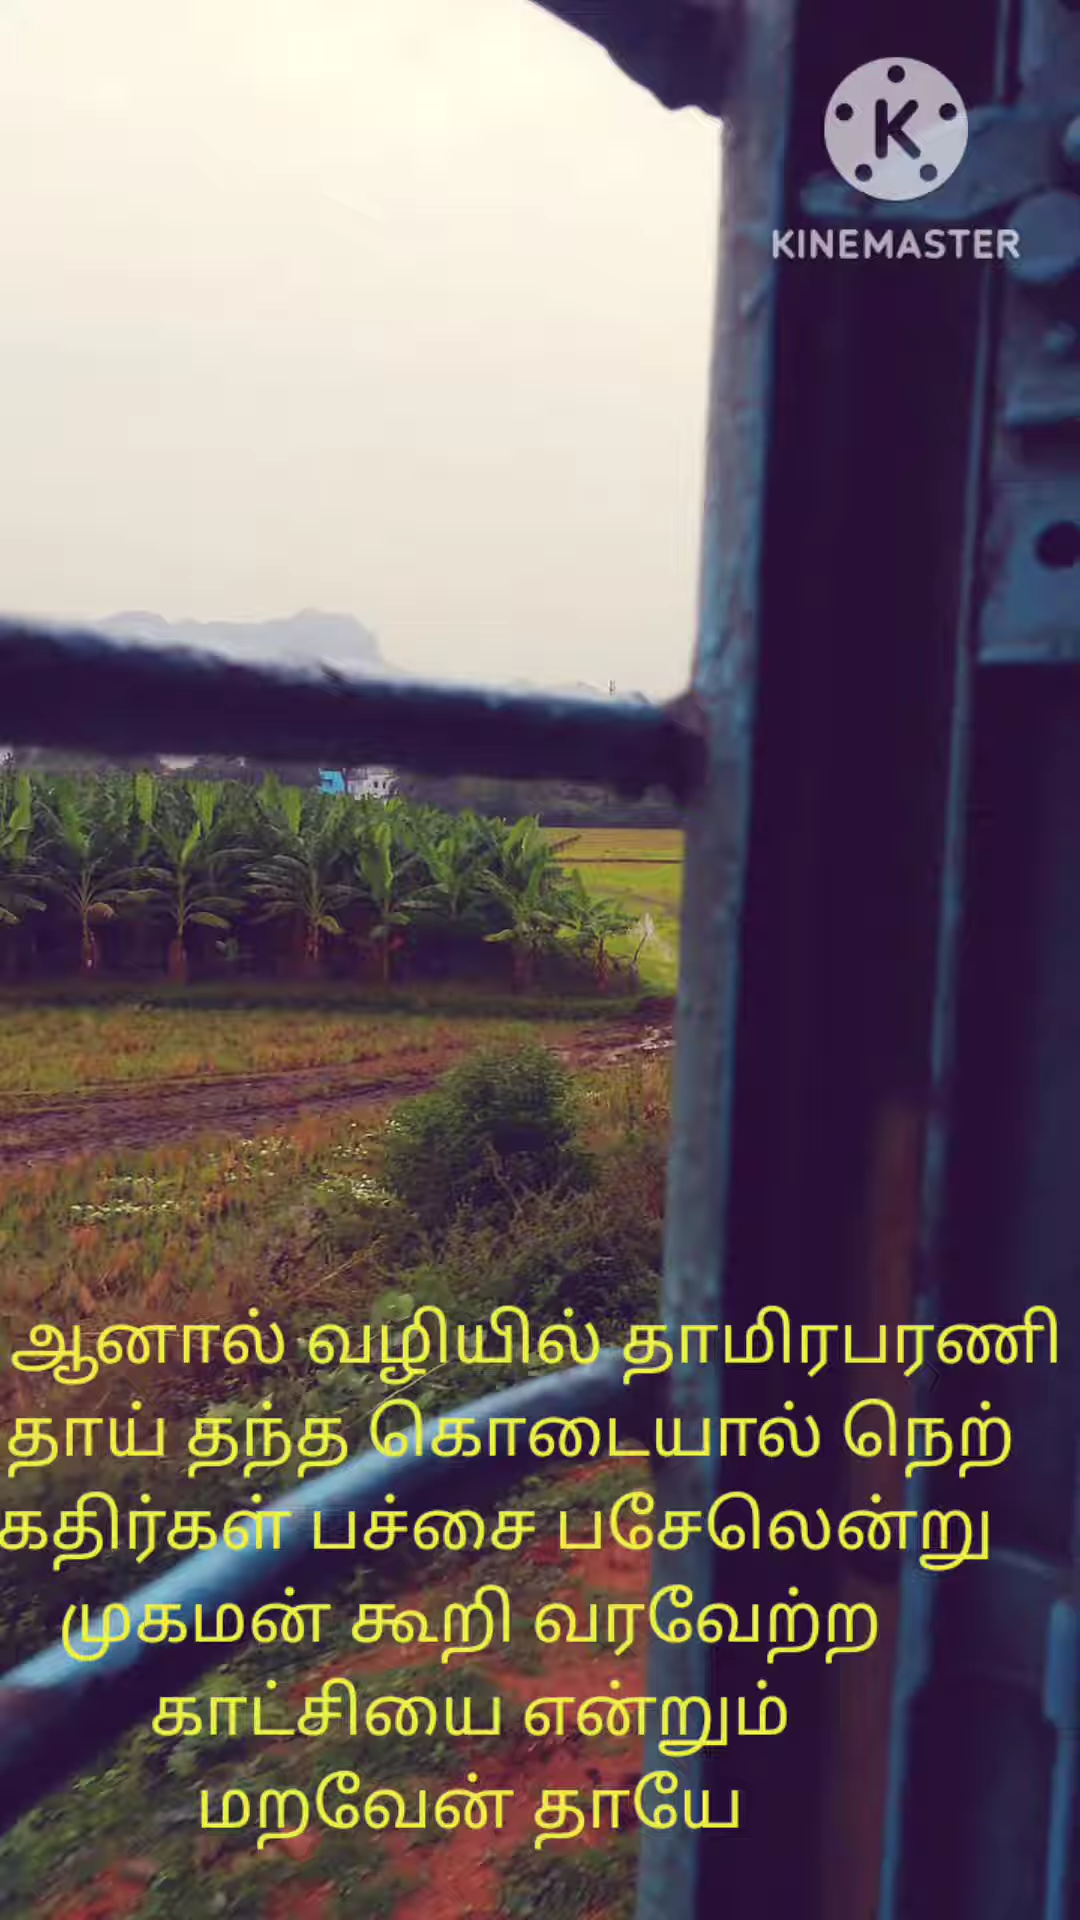 KINEMASTER
ஆனால் வழியில் தாமிரபரணி
தாய் தந்த கொடையால் நெற்
கதிர்கள் பச்சை பசேலென்று
முகமன் கூறி வரவேற்ற
காட்சியை என்றும்
மறவேன் தாயே